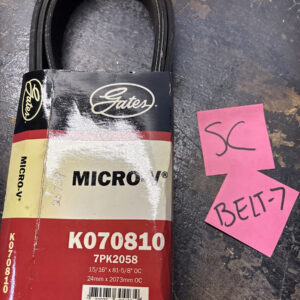 Gates
MICRO-V®
K070810
7PK2058
15/16" x 81-5/8" OC
24mm x 2073mm OC
Gates
MICRO-V®
K070810
SC
BELT-7